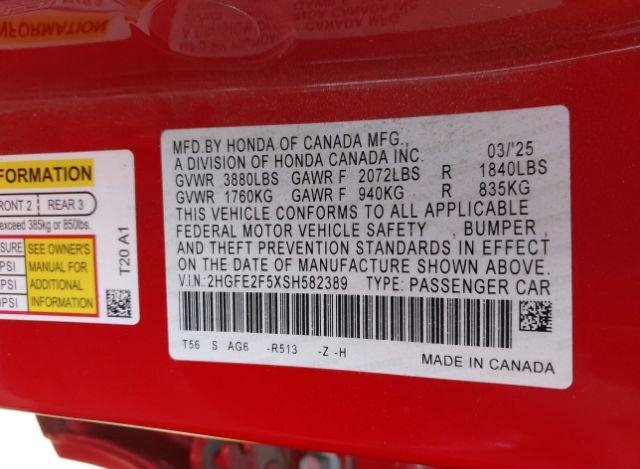 INFORMATION
MFD.BY HONDA OF CANADA MFG.,
A DIVISION OF HONDA CANADA INC. 03/'25
GVWR 3880LBS GAWR F 2072LBS R 1840LBS
GVWR 1760KG GAWR F 940KG R 835KG
THIS VEHICLE CONFORMS TO ALL APPLICABLE
FEDERAL MOTOR VEHICLE SAFETY , BUMPER ,
AND THEFT PREVENTION STANDARDS IN EFFECT
ON THE DATE OF MANUFACTURE SHOWN ABOVE.
V.I.N:2HGFE2F5XSH582389 TYPE: PASSENGER CAR
T56 S AG6 -R513 -Z -H
MADE IN CANADA
FORMATION
FRONT 2 REAR 3
exceed 385kg or 850lbs.
SURE SEE OWNER'S
PSI MANUAL FOR
PSI ADDITIONAL
PSI INFORMATION
T20 A1